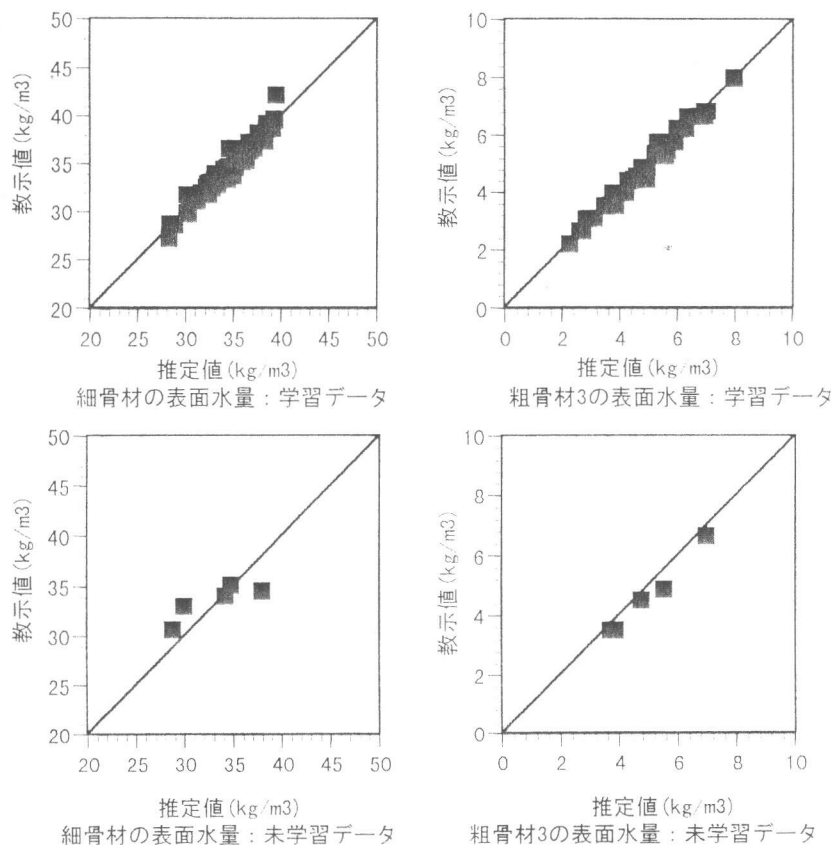 50
45
40
35
30
25
20
教示値(kg/m3)
20 25 30 35 40 45 50
推定値(kg/m3)
細骨材の表面水量：学習データ
10
8
6
4
2
0
教示値(kg/m3)
0 2 4 6 8 10
推定値(kg/m3)
粗骨材3の表面水量：学習データ
50
45
40
35
30
25
20
教示値(kg/m3)
20 25 30 35 40 45 50
推定値(kg/m3)
細骨材の表面水量：未学習データ
10
8
6
4
2
0
教示値(kg/m3)
0 2 4 6 8 10
推定値(kg/m3)
粗骨材3の表面水量：未学習データ